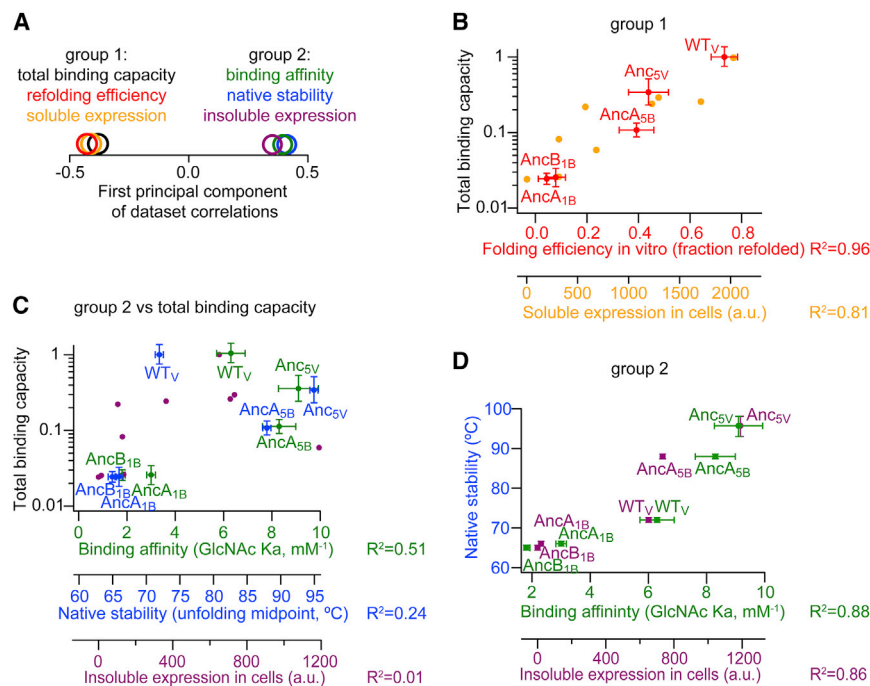 A
group 1:
total binding capacity
refolding efficiency
soluble expression
group 2:
binding affinity
native stability
insoluble expression
-0.5 0.0 0.5
First principal component
of dataset correlations
B
group 1
Total binding capacity
1
0.1
0.01
WTV
Anc5V
AncA5B
AncB1B
AncA1B
0.0 0.2 0.4 0.6 0.8
Folding efficiency in vitro (fraction refolded) R²=0.96
0 500 1000 1500 2000
Soluble expression in cells (a.u.) R²=0.81
C
group 2 vs total binding capacity
Total binding capacity
1
0.1
0.01
WTV
WTV
Anc5V
AncA5B
Anc5V
AncA5B
AncB1B
AncB1B
AncA1B
AncA1B
0 2 4 6 8 10
Binding affinity (GlcNAc Ka, mM⁻¹) R²=0.51
60 65 70 75 80 85 90 95
Native stability (unfolding midpoint, ºC) R²=0.24
0 400 800 1200
Insoluble expression in cells (a.u.) R²=0.01
D
group 2
Native stability (ºC)
100
90
80
70
60
Anc5V
Anc5V
AncA5B
AncA5B
WTV
WTV
AncA1B
AncA1B
AncB1B
AncB1B
2 4 6 8 10
Binding affininty (GlcNAc Ka, mM⁻¹) R²=0.88
0 400 800 1200
Insoluble expression in cells (a.u.) R²=0.86